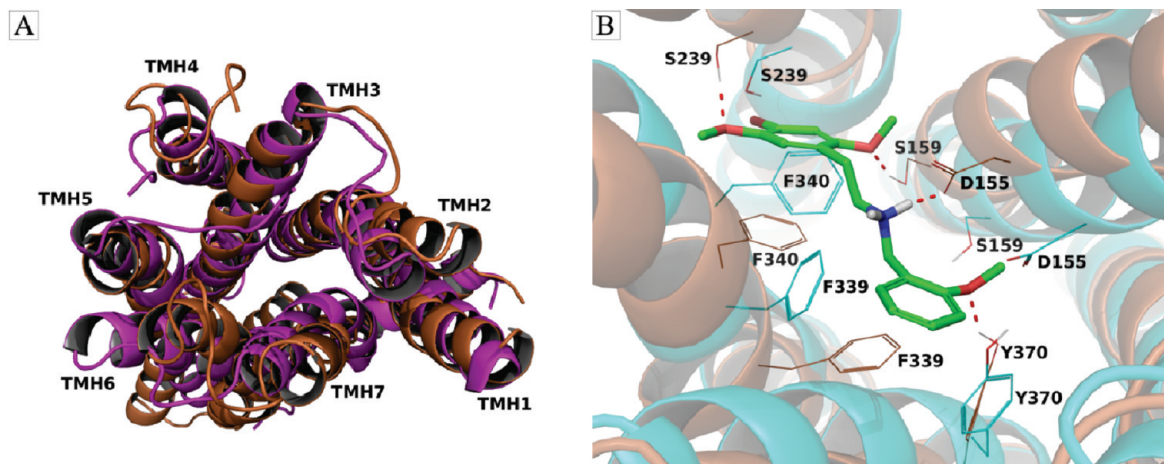 A
TMH4
TMH3
TMH5
TMH2
TMH6
TMH7
TMH1
B
S239
S239
S159
F340
D155
F340
S159
F339
D155
F339
Y370
Y370